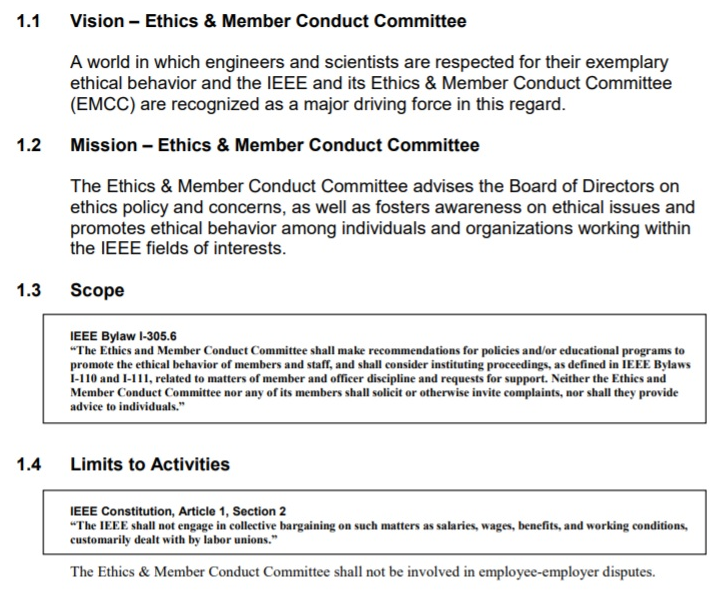 1.1 Vision – Ethics & Member Conduct Committee
A world in which engineers and scientists are respected for their exemplary
ethical behavior and the IEEE and its Ethics & Member Conduct Committee
(EMCC) are recognized as a major driving force in this regard.
1.2 Mission – Ethics & Member Conduct Committee
The Ethics & Member Conduct Committee advises the Board of Directors on
ethics policy and concerns, as well as fosters awareness on ethical issues and
promotes ethical behavior among individuals and organizations working within
the IEEE fields of interests.
1.3 Scope
IEEE Bylaw I-305.6
“The Ethics and Member Conduct Committee shall make recommendations for policies and/or educational programs to
promote the ethical behavior of members and staff, and shall consider instituting proceedings, as defined in IEEE Bylaws
I-110 and I-111, related to matters of member and officer discipline and requests for support. Neither the Ethics and
Member Conduct Committee nor any of its members shall solicit or otherwise invite complaints, nor shall they provide
advice to individuals.”
1.4 Limits to Activities
IEEE Constitution, Article 1, Section 2
“The IEEE shall not engage in collective bargaining on such matters as salaries, wages, benefits, and working conditions,
customarily dealt with by labor unions.”
The Ethics & Member Conduct Committee shall not be involved in employee-employer disputes.